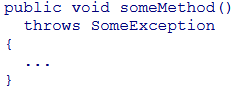 public void someMethod()
  throws SomeException
{
  ...
}